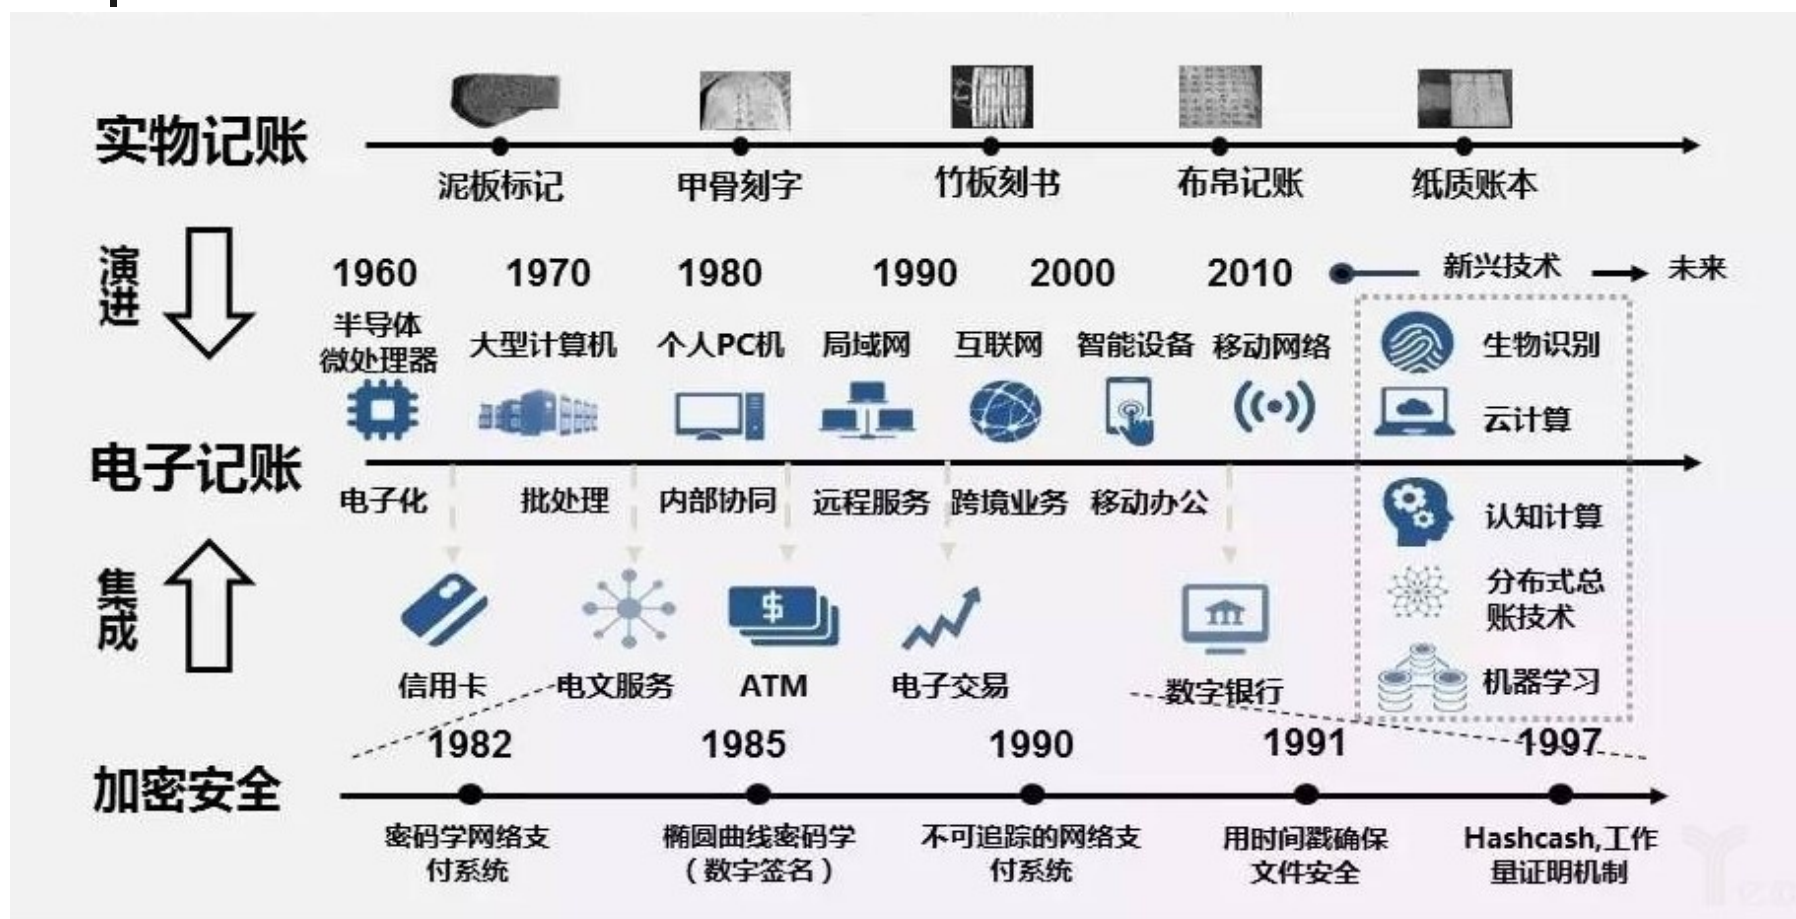 实物记账
泥板标记
甲骨刻字
竹板刻书
布帛记账
纸质账本
演进
1960
1970
1980
1990
2000
2010
新兴技术
未来
半导体
微处理器
大型计算机
个人PC机
局域网
互联网
智能设备
移动网络
生物识别
云计算
电子记账
电子化
批处理
内部协同
远程服务
跨境业务
移动办公
认知计算
分布式总
账技术
机器学习
集成
信用卡
电文服务
ATM
电子交易
数字银行
加密安全
1982
1985
1990
1991
1997
密码学网络支
付系统
椭圆曲线密码学
（数字签名）
不可追踪的网络支
付系统
用时间戳确保
文件安全
Hashcash,工作
量证明机制